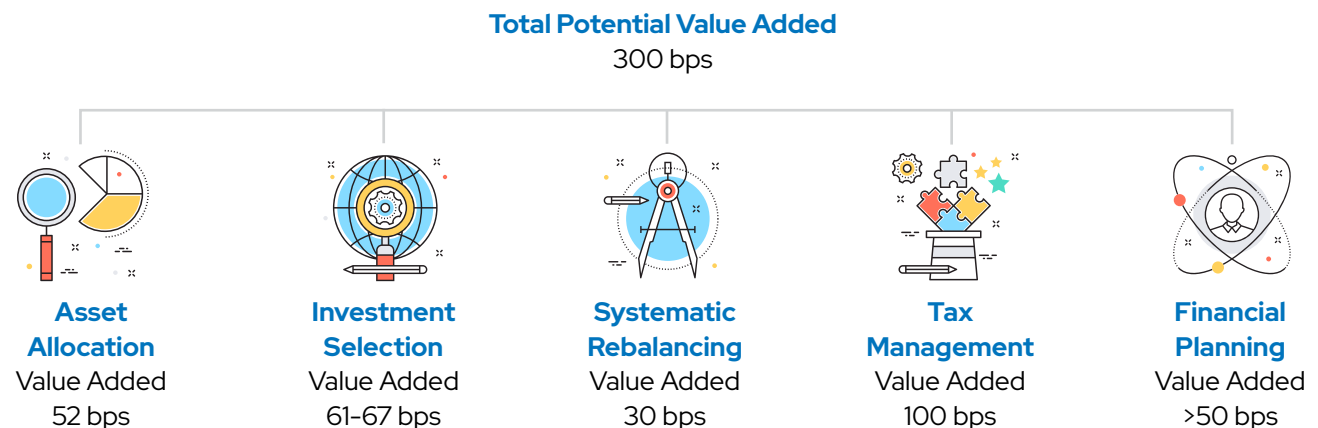 Total Potential Value Added
300 bps
Asset
Allocation
Value Added
52 bps
Investment
Selection
Value Added
61-67 bps
Systematic
Rebalancing
Value Added
30 bps
Tax
Management
Value Added
100 bps
Financial
Planning
Value Added
>50 bps